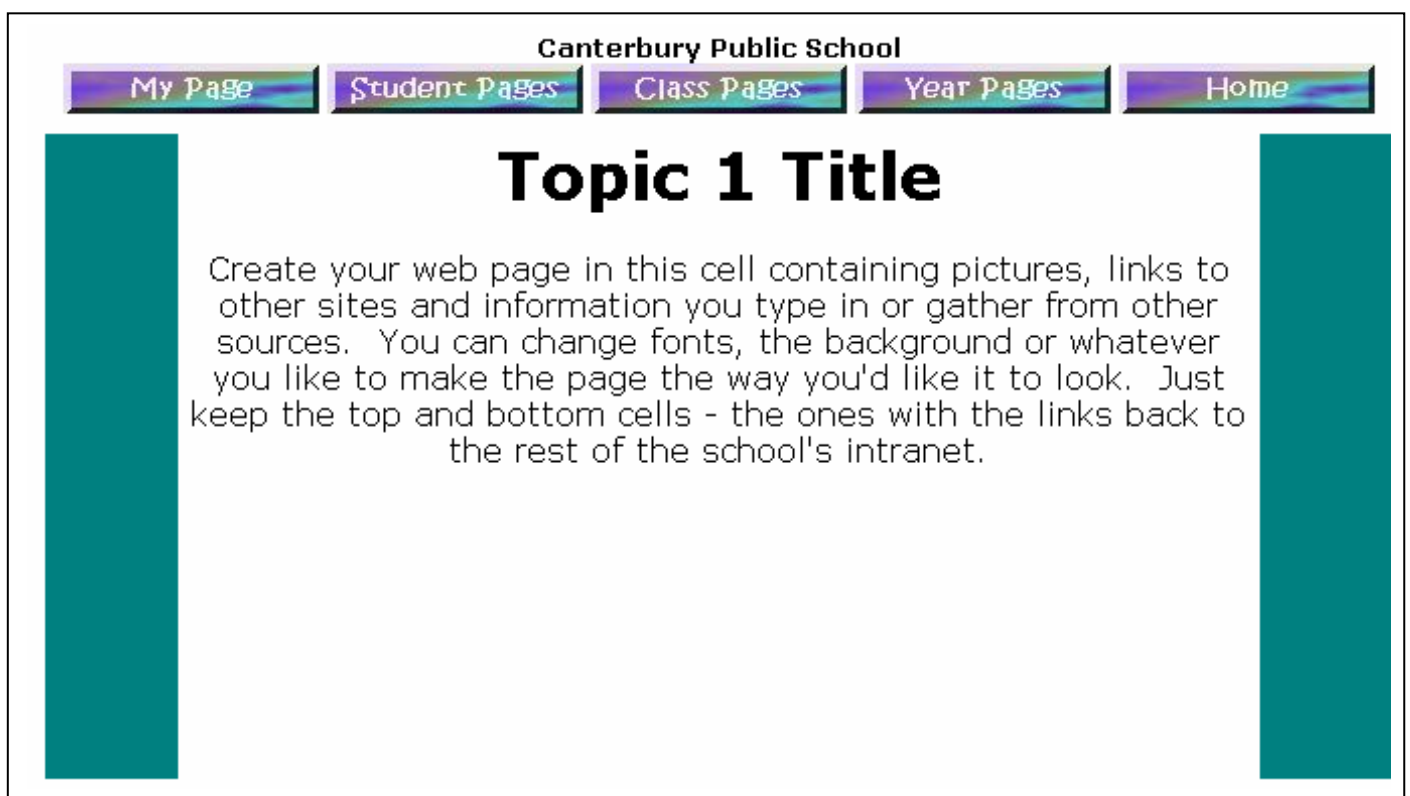 Canterbury Public School
My Page Student Pages Class Pages Year Pages Home
Topic 1 Title
Create your web page in this cell containing pictures, links to
other sites and information you type in or gather from other
sources.  You can change fonts, the background or whatever
you like to make the page the way you'd like it to look.  Just
keep the top and bottom cells - the ones with the links back to
the rest of the school's intranet.